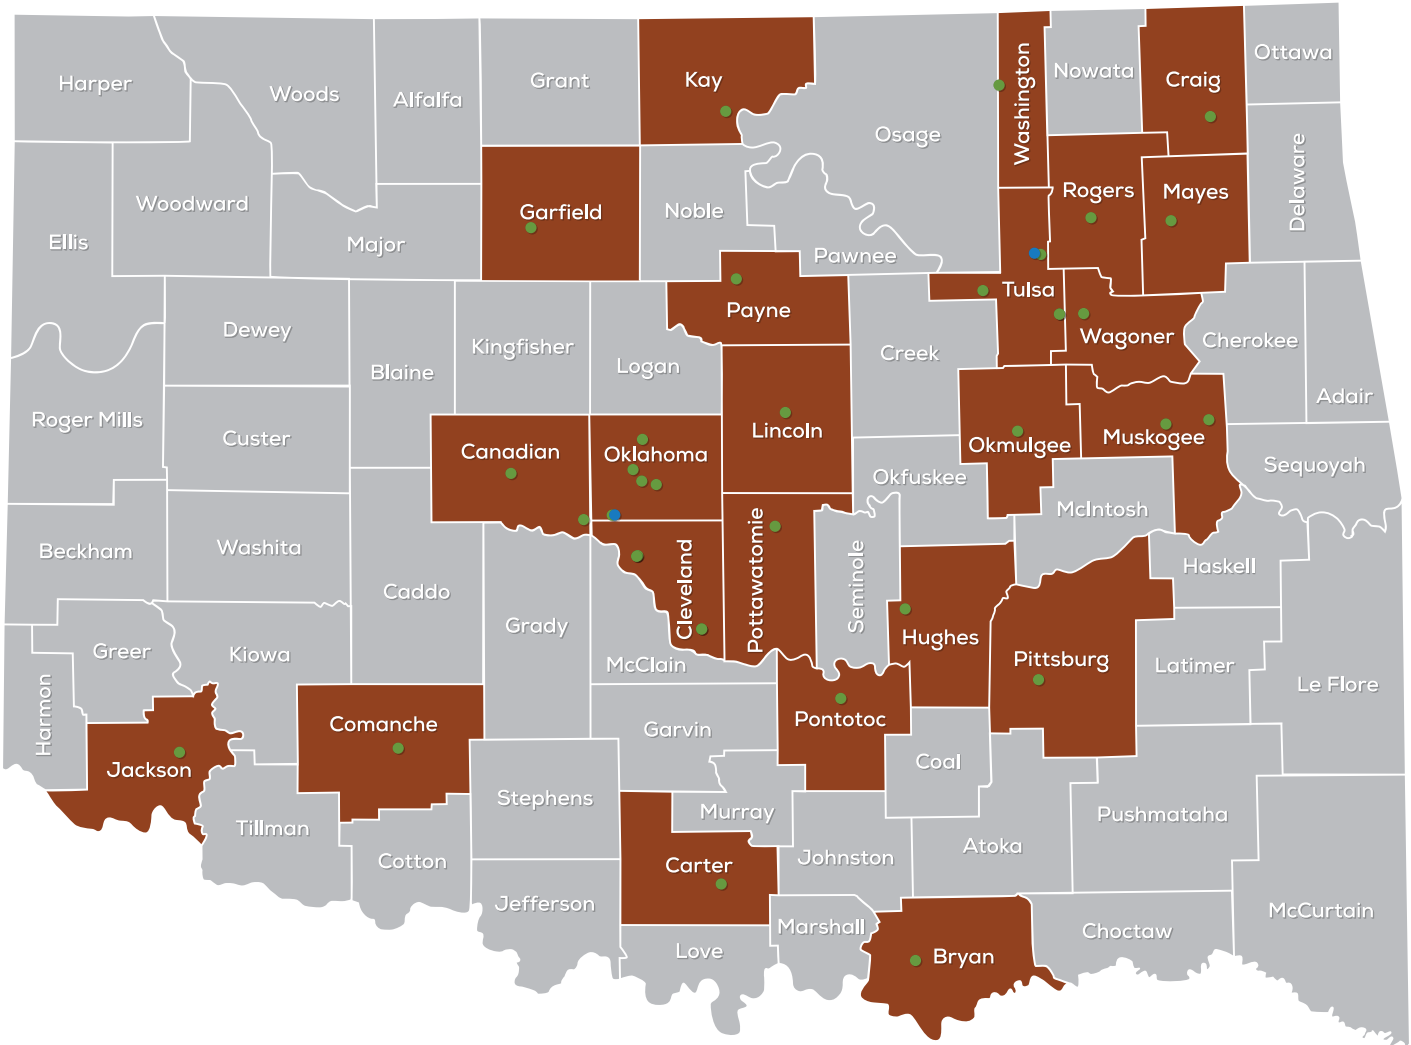 Harper
Woods
Alfalfa
Grant
Kay
Osage
Washington
Nowata
Craig
Ottawa
Ellis
Woodward
Major
Garfield
Noble
Pawnee
Rogers
Mayes
Delaware
Dewey
Blaine
Kingfisher
Logan
Payne
Creek
Tulsa
Wagoner
Cherokee
Adair
Roger Mills
Custer
Canadian
Oklahoma
Lincoln
Okfuskee
Okmulgee
Muskogee
Sequoyah
Beckham
Washita
Caddo
Grady
Cleveland
Pottawatomie
Seminole
Hughes
McIntosh
Haskell
Harmon
Greer
Kiowa
McClain
Pittsburg
Latimer
Le Flore
Jackson
Comanche
Garvin
Pontotoc
Coal
Tillman
Cotton
Stephens
Murray
Johnston
Atoka
Pushmataha
Jefferson
Carter
Love
Marshall
Bryan
Choctaw
McCurtain